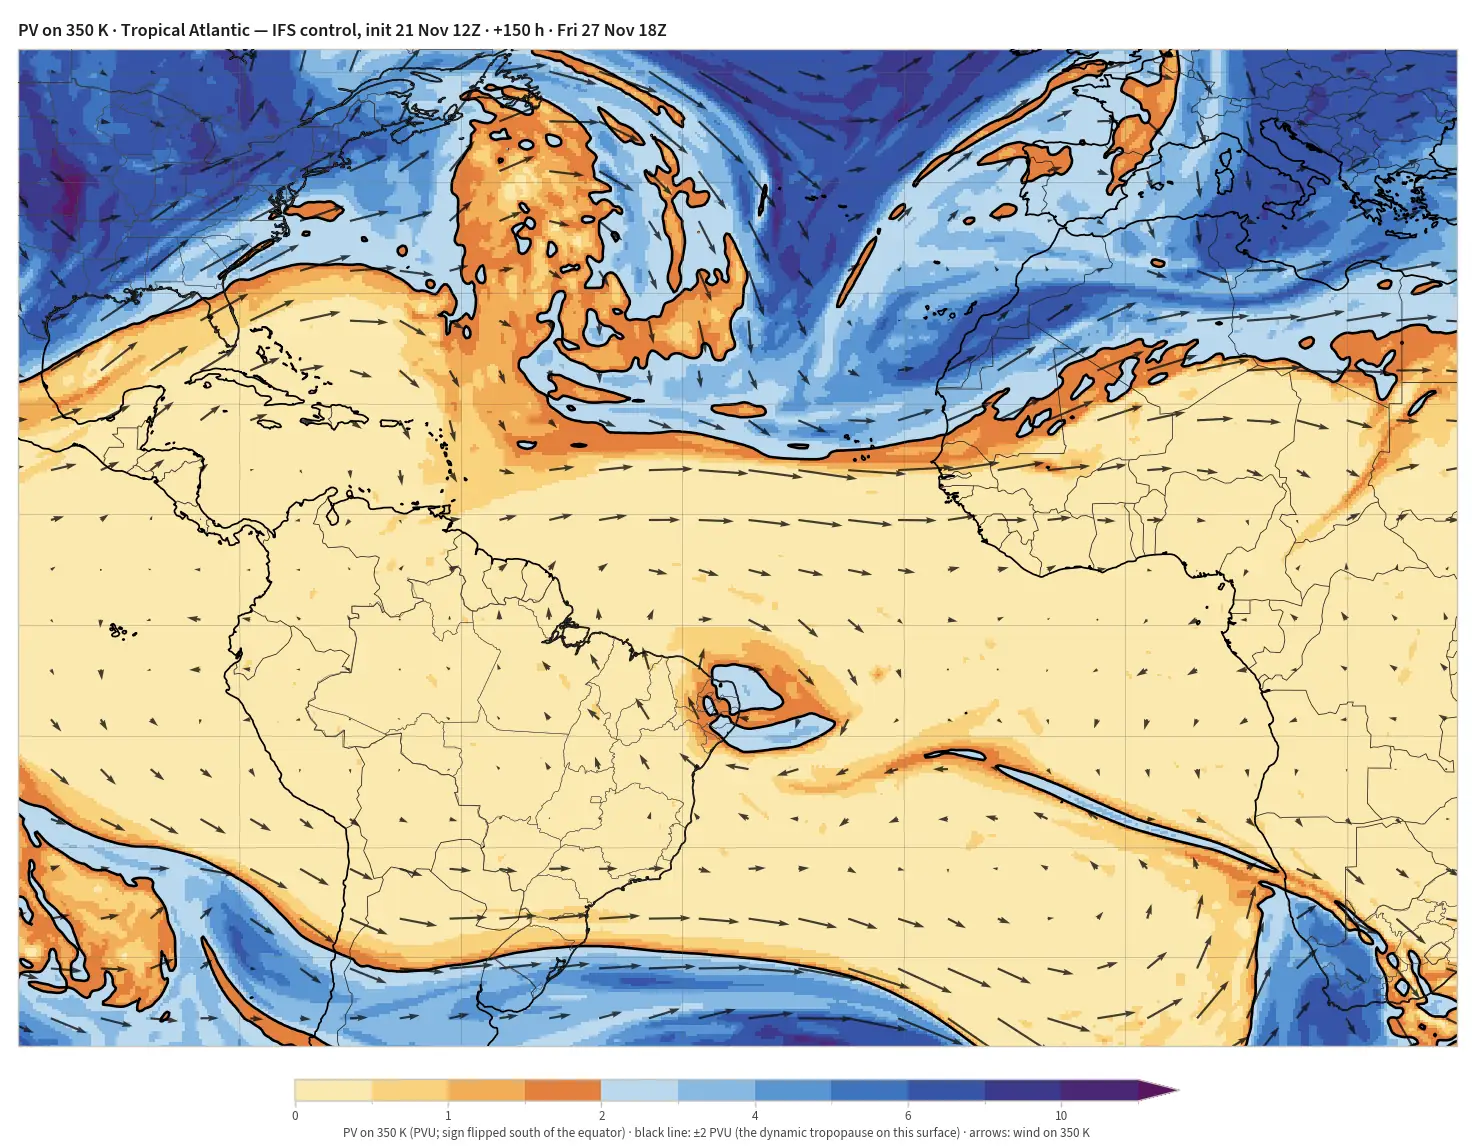 PV on 350 K · Tropical Atlantic — IFS control, init 21 Nov 12Z · +150 h · Fri 27 Nov 18Z
0 1 2 4 6 10
PV on 350 K (PVU; sign flipped south of the equator) · black line: ±2 PVU (the dynamic tropopause on this surface) · arrows: wind on 350 K